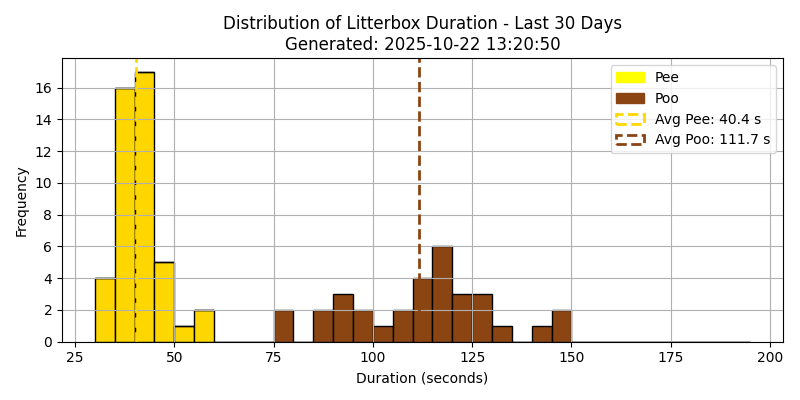 Distribution of Litterbox Duration - Last 30 Days
Generated: 2025-10-22 13:20:50
Pee
Poo
Avg Pee: 40.4 s
Avg Poo: 111.7 s
Frequency
16
14
12
10
8
6
4
2
0
25 50 75 100 125 150 175 200
Duration (seconds)